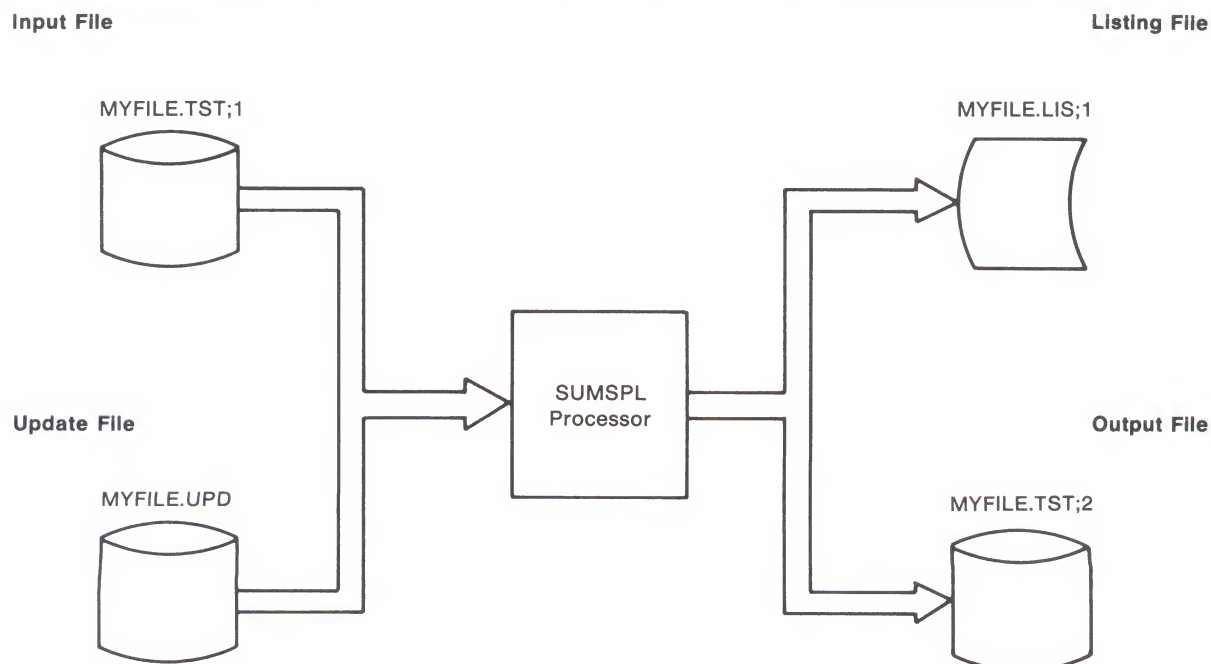 Input File
Listing File
MYFILE.TST;1
MYFILE.LIS;1
SUMSPL
Processor
Update File
Output File
MYFILE.UPD
MYFILE.TST;2